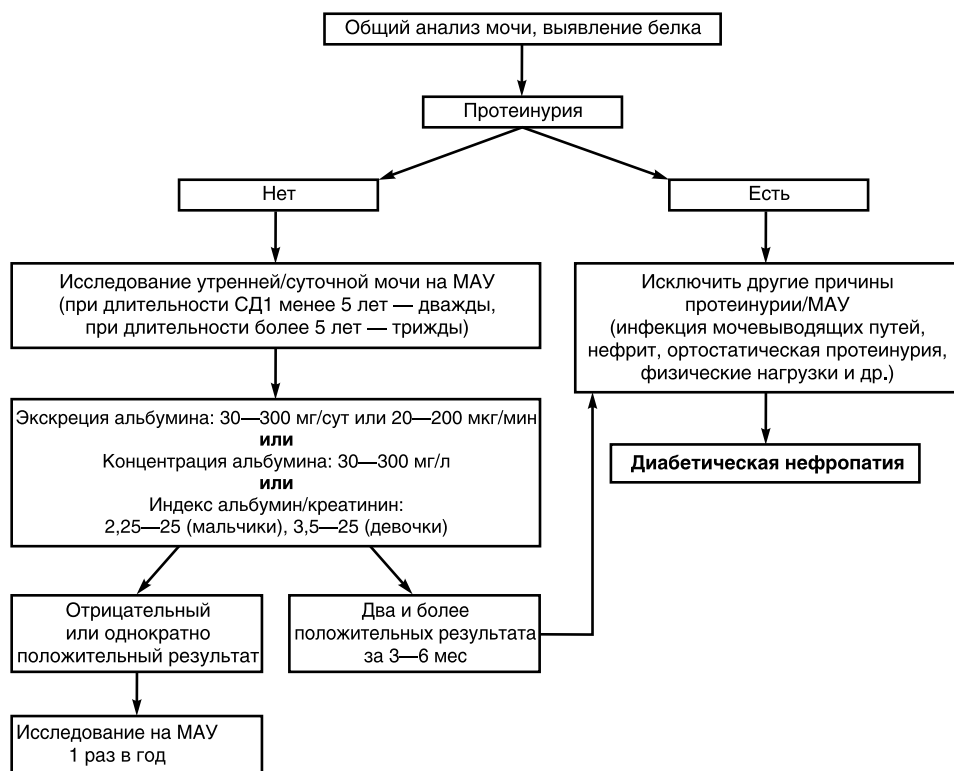 Общий анализ мочи, выявление белка
Протеинурия
Нет
Есть
Исследование утренней/суточной мочи на МАУ
(при длительности СД1 менее 5 лет — дважды,
при длительности более 5 лет — трижды)
Исключить другие причины
протеинурии/МАУ
(инфекция мочевыводящих путей,
нефрит, ортостатическая протеинурия,
физические нагрузки и др.)
Экскреция альбумина: 30—300 мг/сут или 20—200 мкг/мин
или
Концентрация альбумина: 30—300 мг/л
или
Индекс альбумин/креатинин:
2,25—25 (мальчики), 3,5—25 (девочки)
Диабетическая нефропатия
Отрицательный
или однократно
положительный результат
Два и более
положительных результата
за 3—6 мес
Исследование на МАУ
1 раз в год